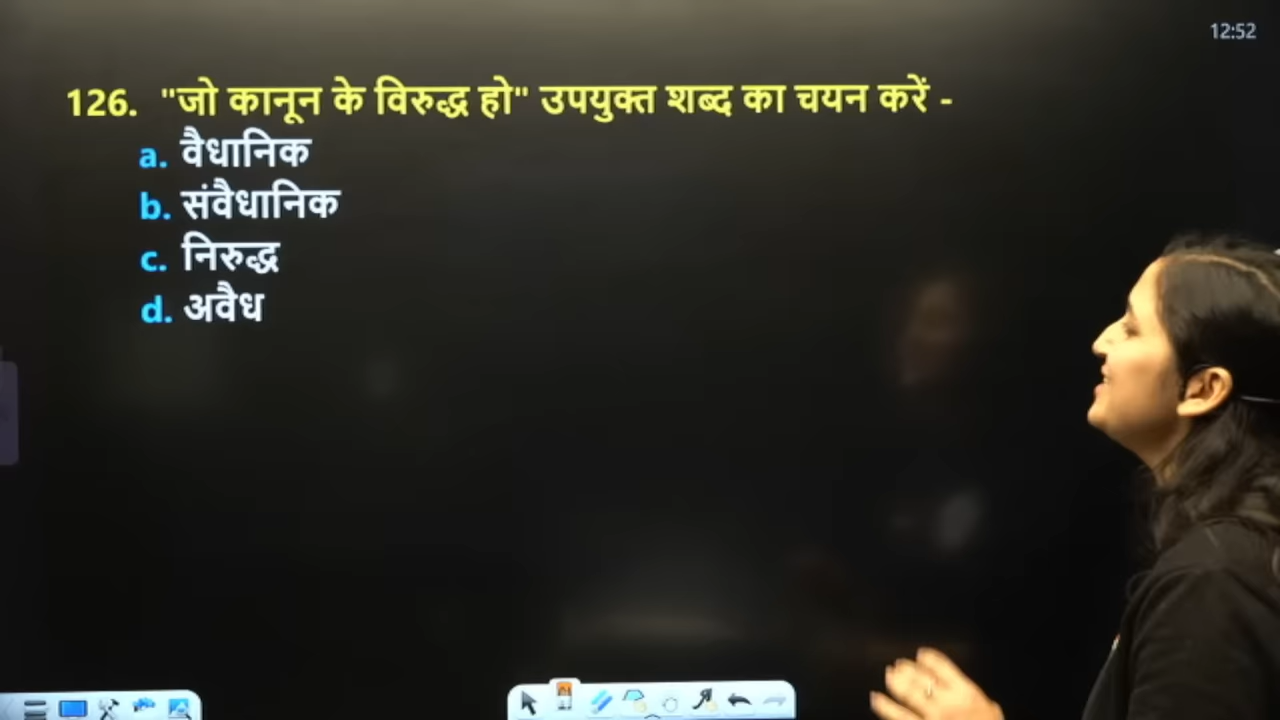 12:52
126. "जो कानून के विरुद्ध हो" उपयुक्त शब्द का चयन करें -
a. वैधानिक
b. संवैधानिक
c. निरुद्ध
d. अवैध